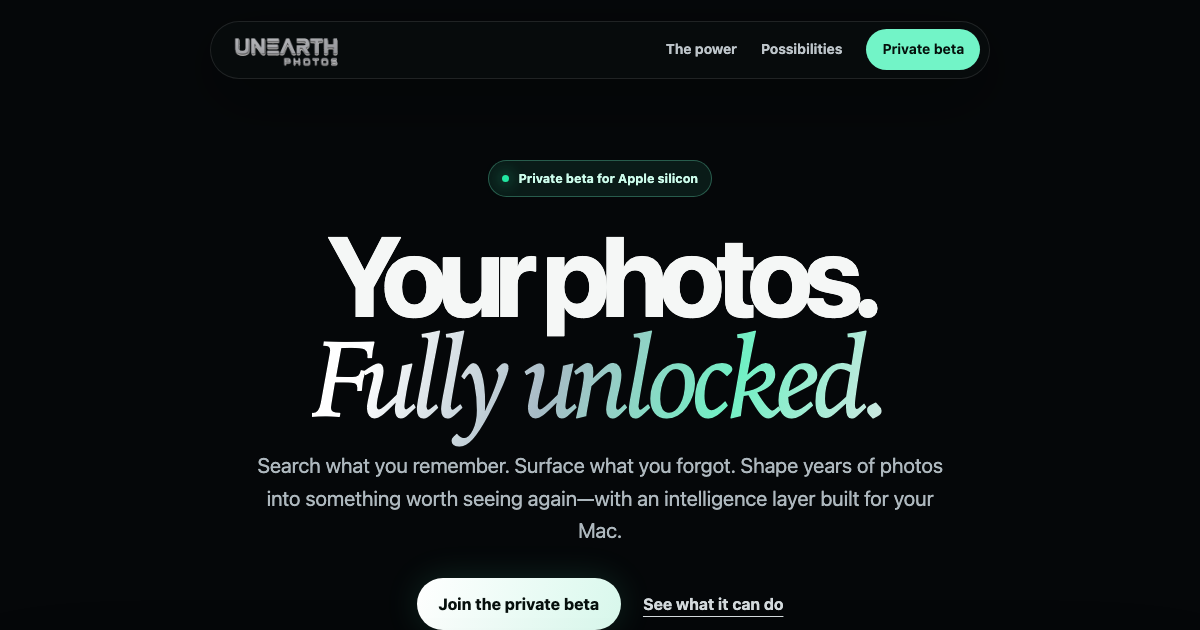 UNEARTH
PHOTOS
The power
Possibilities
Private beta
Private beta for Apple silicon
Your photos.
Fully unlocked.
Search what you remember. Surface what you forgot. Shape years of photos
into something worth seeing again—with an intelligence layer built for your
Mac.
Join the private beta
See what it can do